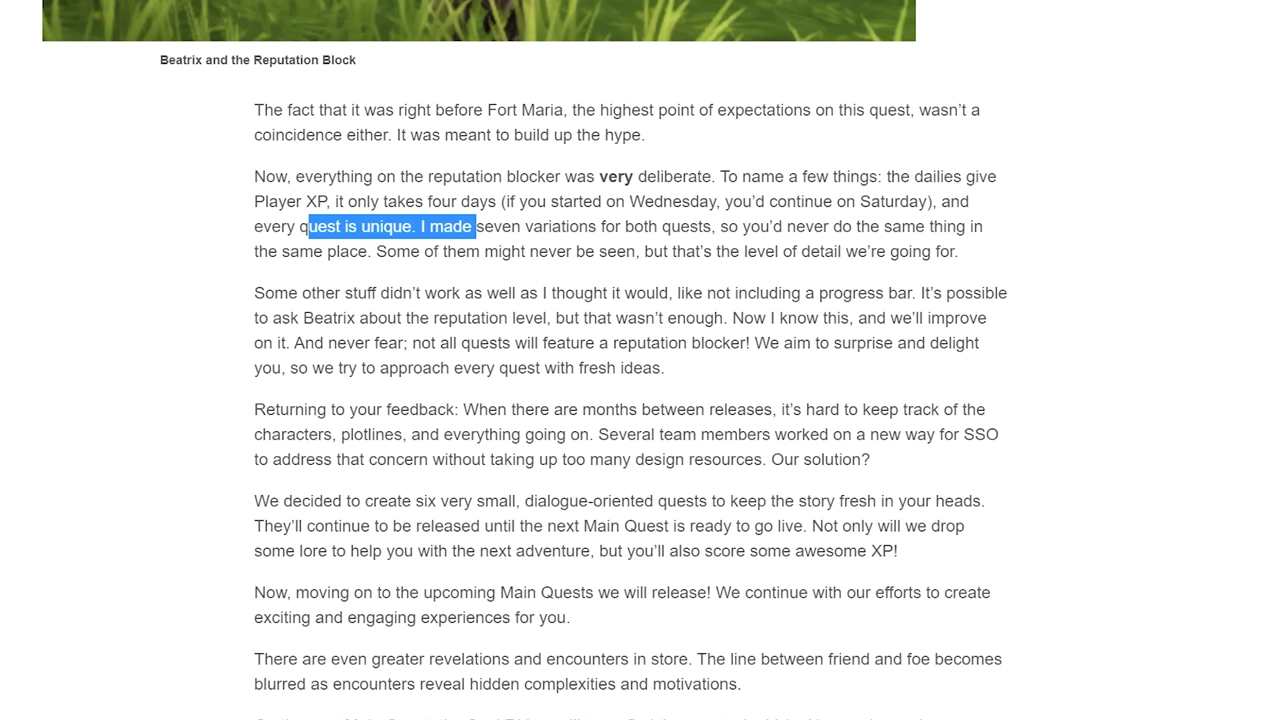 Beatrix and the Reputation Block
The fact that it was right before Fort Maria, the highest point of expectations on this quest, wasn’t a
coincidence either. It was meant to build up the hype.
Now, everything on the reputation blocker was very deliberate. To name a few things: the dailies give
Player XP, it only takes four days (if you started on Wednesday, you’d continue on Saturday), and
every quest is unique. I made seven variations for both quests, so you’d never do the same thing in
the same place. Some of them might never be seen, but that’s the level of detail we’re going for.
Some other stuff didn’t work as well as I thought it would, like not including a progress bar. It’s possible
to ask Beatrix about the reputation level, but that wasn’t enough. Now I know this, and we’ll improve
on it. And never fear; not all quests will feature a reputation blocker! We aim to surprise and delight
you, so we try to approach every quest with fresh ideas.
Returning to your feedback: When there are months between releases, it’s hard to keep track of the
characters, plotlines, and everything going on. Several team members worked on a new way for SSO
to address that concern without taking up too many design resources. Our solution?
We decided to create six very small, dialogue-oriented quests to keep the story fresh in your heads.
They’ll continue to be released until the next Main Quest is ready to go live. Not only will we drop
some lore to help you with the next adventure, but you’ll also score some awesome XP!
Now, moving on to the upcoming Main Quests we will release! We continue with our efforts to create
exciting and engaging experiences for you.
There are even greater revelations and encounters in store. The line between friend and foe becomes
blurred as encounters reveal hidden complexities and motivations.